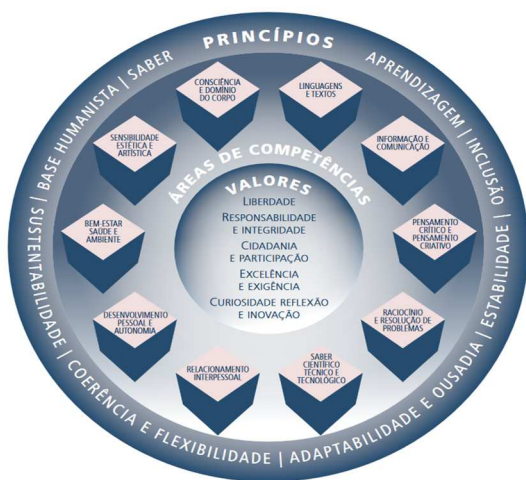 PRINCÍPIOS
BASE HUMANISTA | SABER
APRENDIZAGEM | INCLUSÃO | ESTABILIDADE |
ADAPTABILIDADE E OUSADIA
SUSTENTABILIDADE | COERÊNCIA E FLEXIBILIDADE |
ÁREAS DE COMPETÊNCIAS
CONSCIÊNCIA
E DOMÍNIO
DO CORPO
LINGUAGENS
E TEXTOS
INFORMAÇÃO E
COMUNICAÇÃO
PENSAMENTO
CRÍTICO E
PENSAMENTO
CRIATIVO
RACIOCÍNIO
E RESOLUÇÃO DE
PROBLEMAS
SABER
CIENTÍFICO
TÉCNICO E
TECNOLÓGICO
RELACIONAMENTO
INTERPESSOAL
DESENVOLVIMENTO
PESSOAL E
AUTONOMIA
BEM-ESTAR
SAÚDE E
AMBIENTE
SENSIBILIDADE
ESTÉTICA E
ARTÍSTICA
VALORES
LIBERDADE
RESPONSABILIDADE
E INTEGRIDADE
CIDADANIA
E PARTICIPAÇÃO
EXCELÊNCIA
E EXIGÊNCIA
CURIOSIDADE REFLEXÃO
E INOVAÇÃO